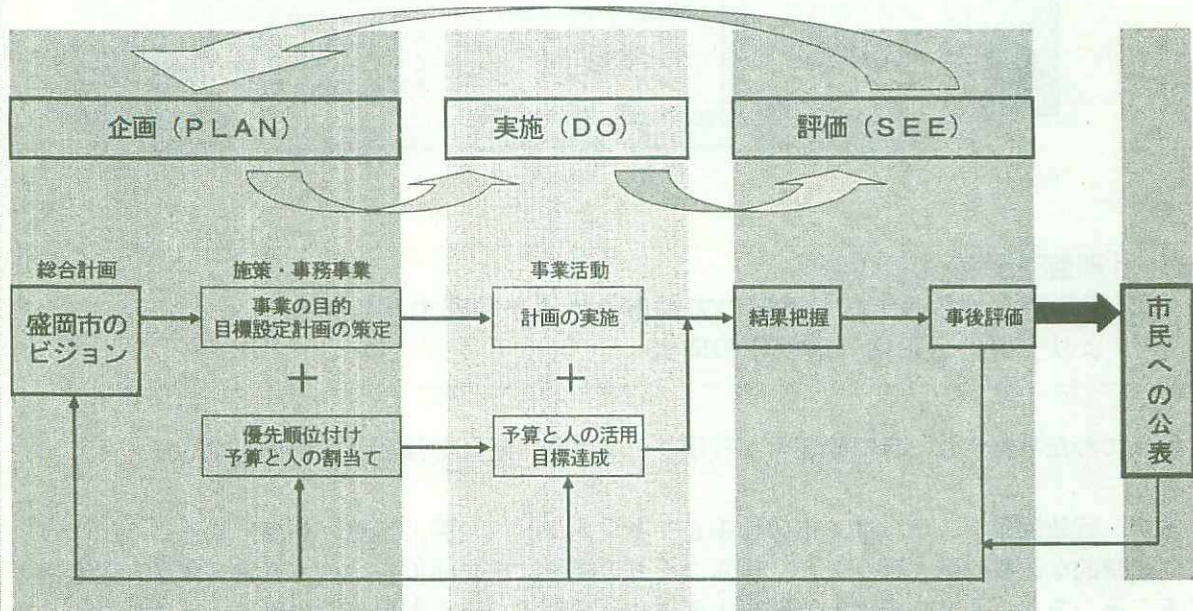 企画（PLAN）
実施（DO）
評価（SEE）
総合計画
盛岡市の
ビジョン
施策・事務事業
事業の目的
目標設定計画の策定
＋
優先順位付け
予算と人の割当て
事業活動
計画の実施
＋
予算と人の活用
目標達成
結果把握
事後評価
市民への公表